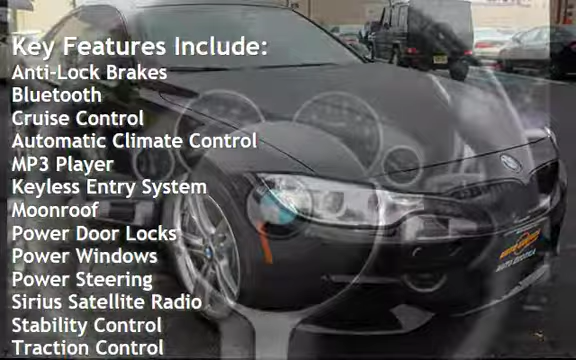 Key Features Include:
Anti-Lock Brakes
Bluetooth
Cruise Control
Automatic Climate Control
MP3 Player
Keyless Entry System
Moonroof
Power Door Locks
Power Windows
Power Steering
Sirius Satellite Radio
Stability Control
Traction Control